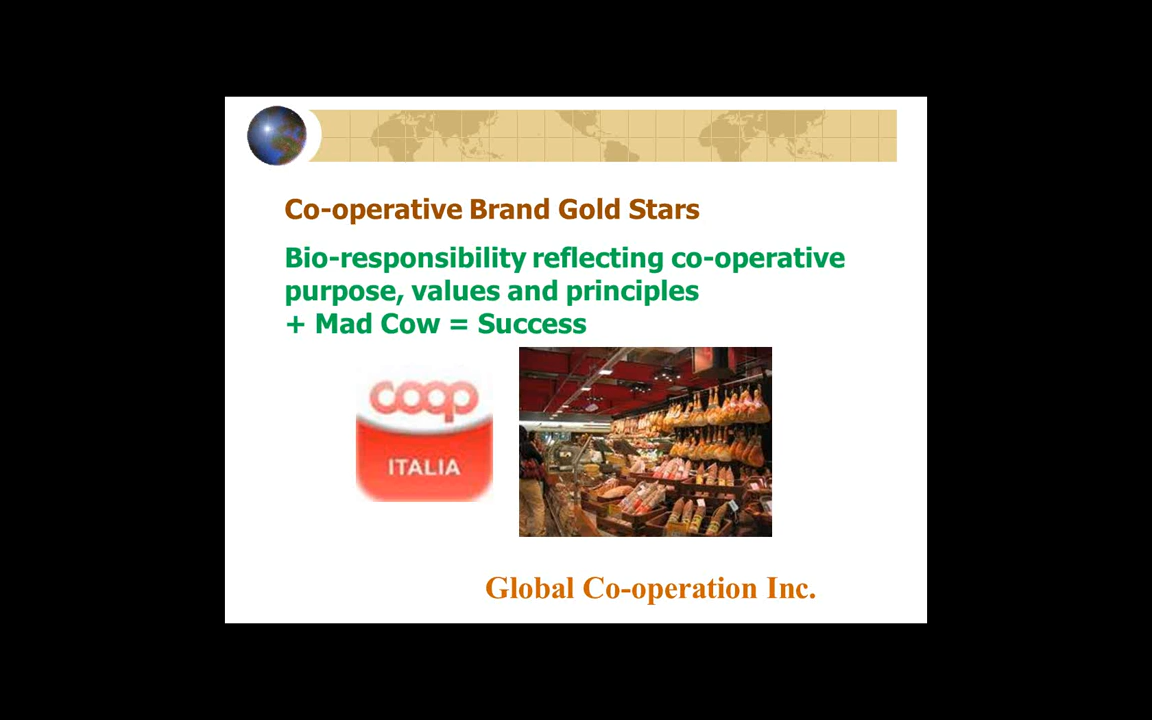 Co-operative Brand Gold Stars
Bio-responsibility reflecting co-operative
purpose, values and principles
+ Mad Cow = Success
coop
ITALIA
Global Co-operation Inc.